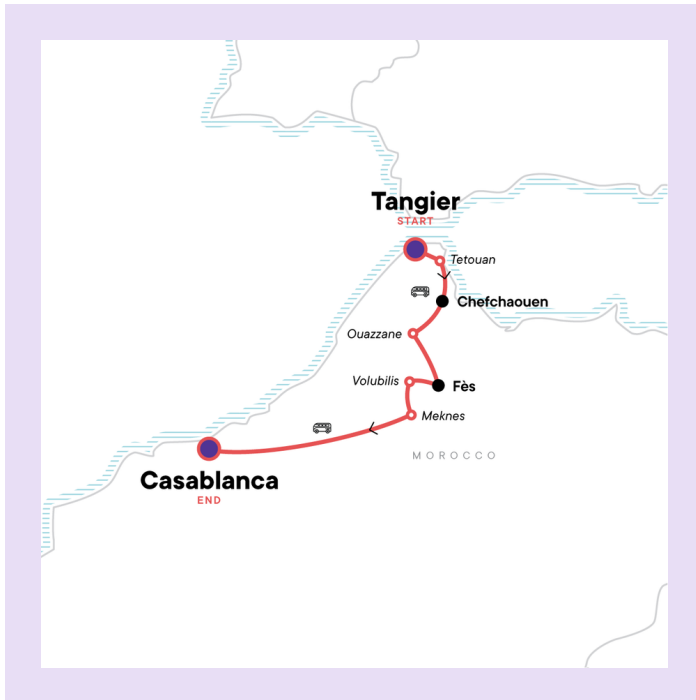 Tangier
START
Tetouan
Chefchaouen
Ouazzane
Volubilis
Fès
Meknes
MOROCCO
Casablanca
END